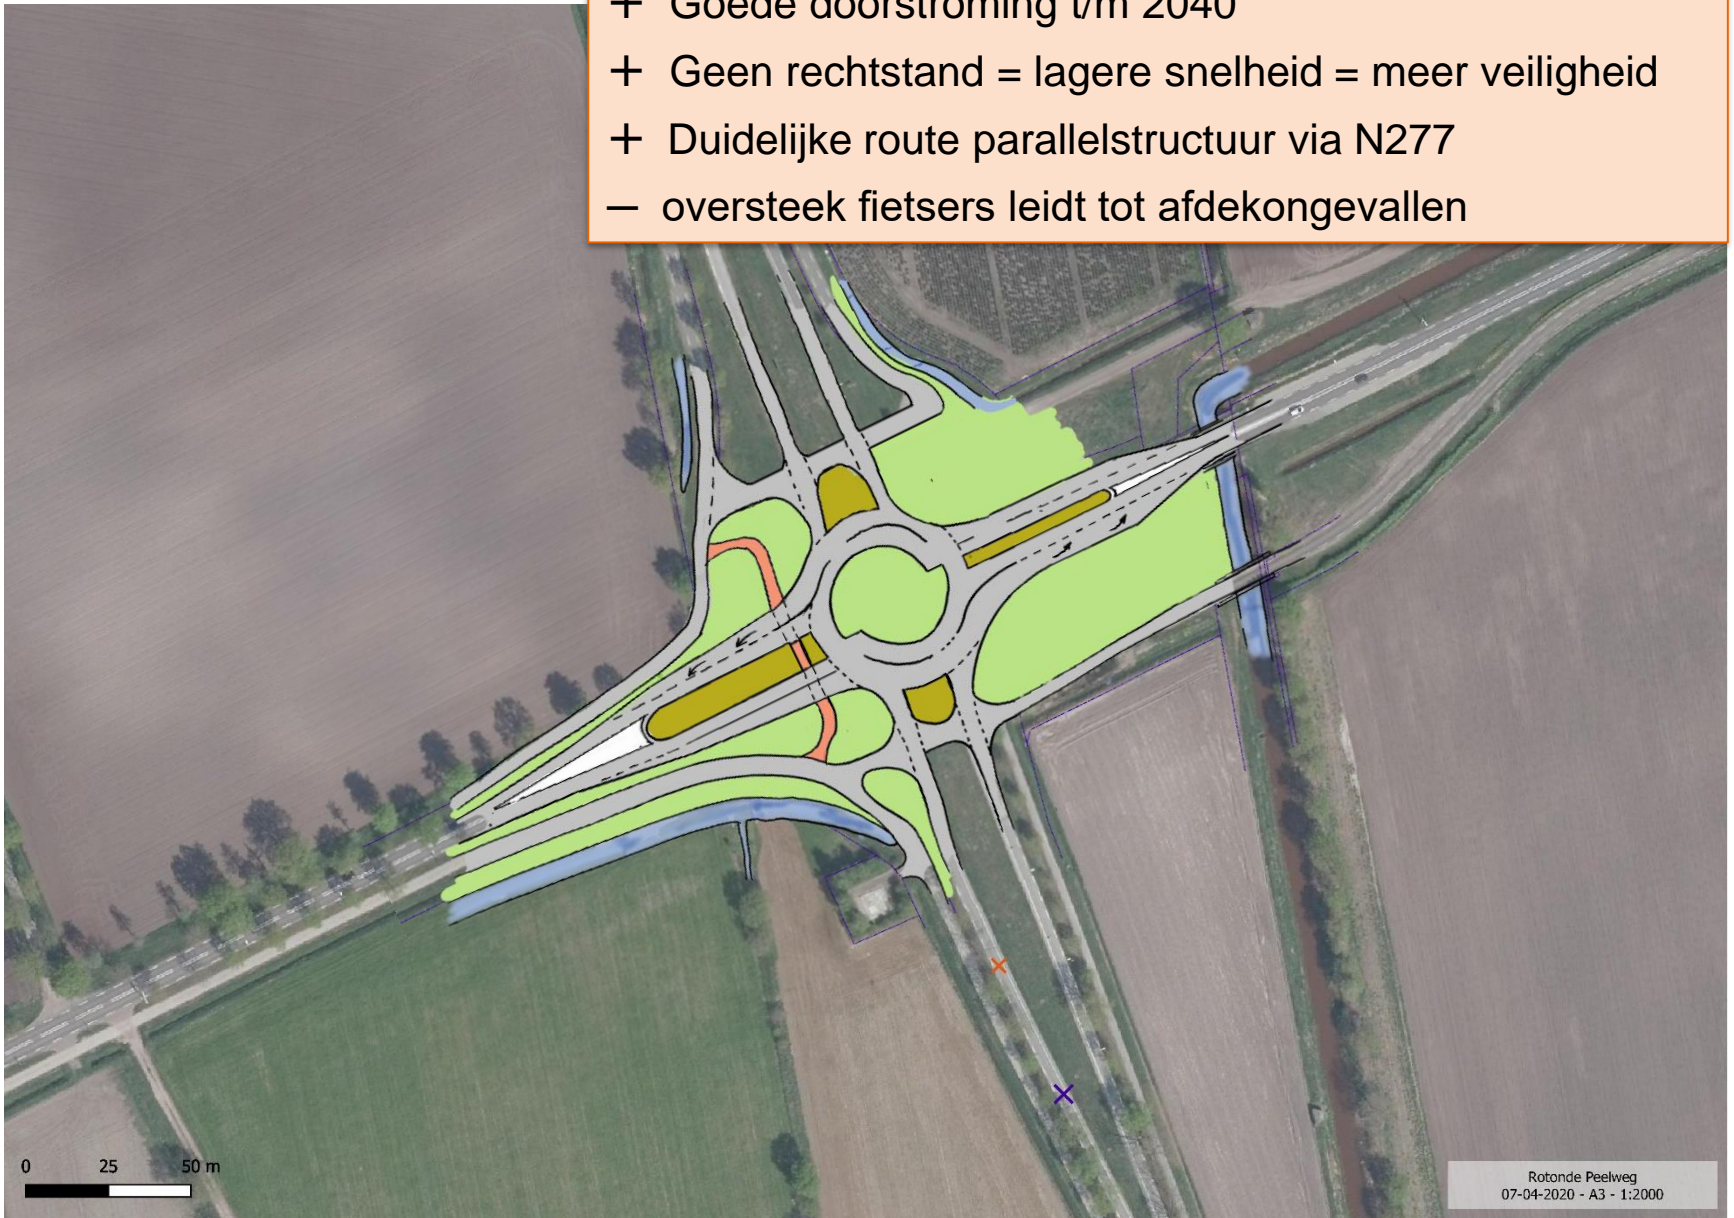 + Goede doorstroming t/m 2040
+ Geen rechtstand = lagere snelheid = meer veiligheid
+ Duidelijke route parallelstructuur via N277
– oversteek fietsers leidt tot afdekongevallen
0 25 50 m
Rotonde Peelweg
07-04-2020 - A3 - 1:2000